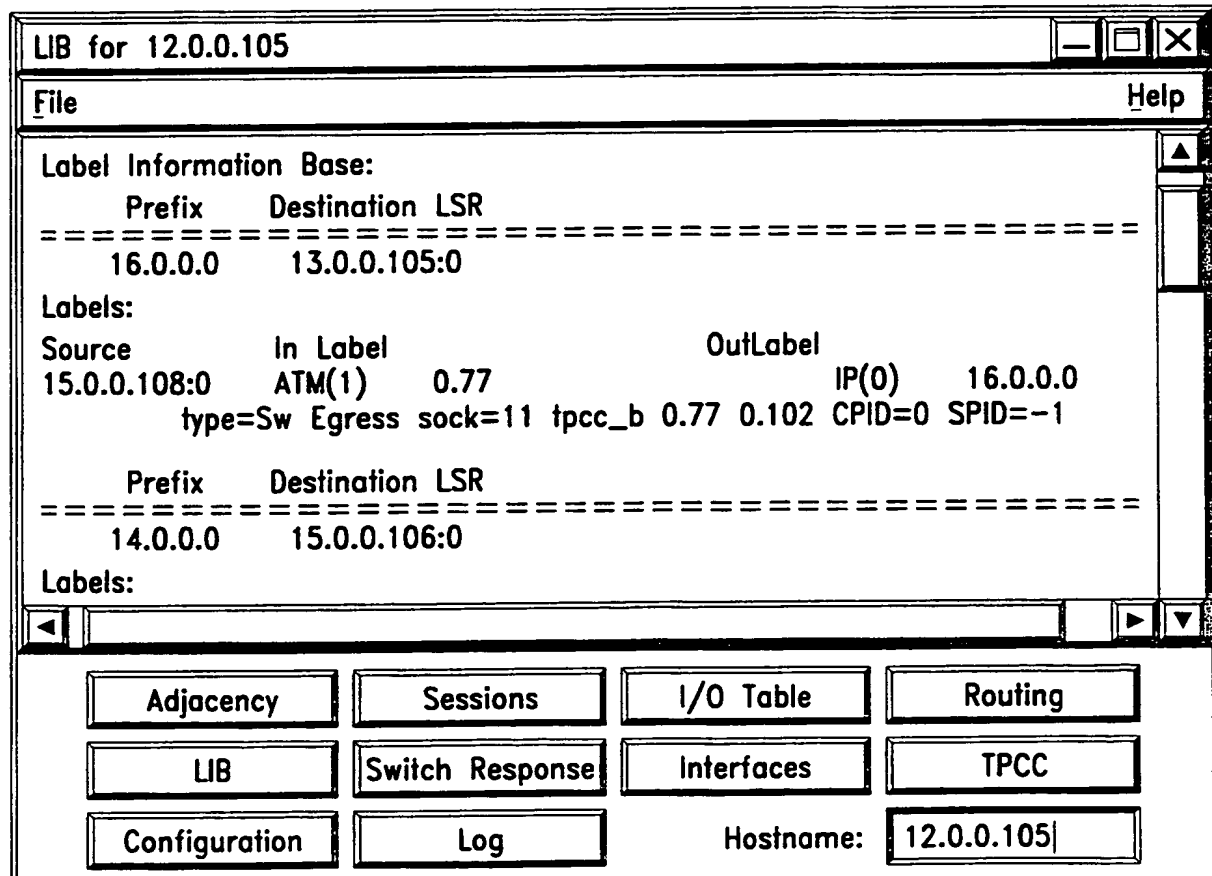 LIB for 12.0.0.105
File Help
Label Information Base:
Prefix Destination LSR
======================================
16.0.0.0 13.0.0.105:0
Labels:
Source In Label OutLabel
15.0.0.108:0 ATM(1) 0.77 IP(0) 16.0.0.0
type=Sw Egress sock=11 tpcc_b 0.77 0.102 CPID=0 SPID=-1
Prefix Destination LSR
======================================
14.0.0.0 15.0.0.106:0
Labels:
Adjacency Sessions I/O Table Routing
LIB Switch Response Interfaces TPCC
Configuration Log Hostname: 12.0.0.105